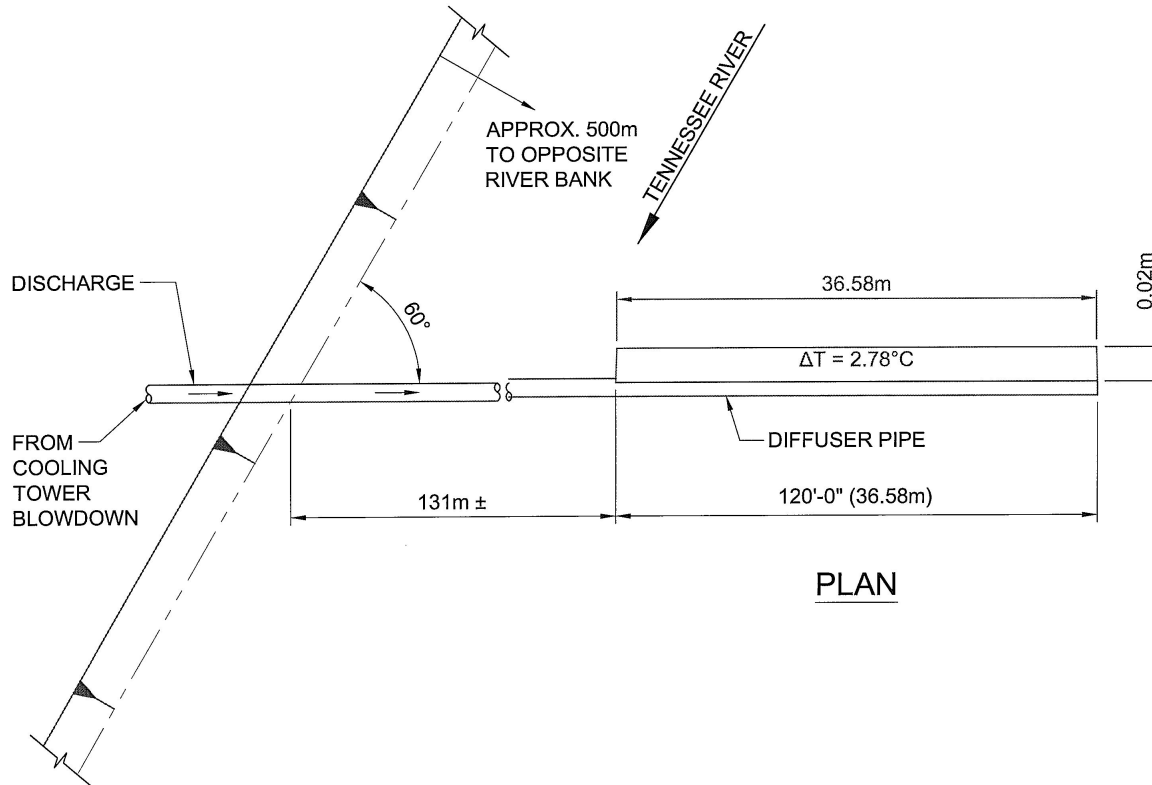 APPROX. 500m
TO OPPOSITE
RIVER BANK
TENNESSEE RIVER
DISCHARGE
60°
36.58m
0.02m
ΔT = 2.78°C
FROM
COOLING
TOWER
BLOWDOWN
DIFFUSER PIPE
131m ±
120'-0" (36.58m)
PLAN